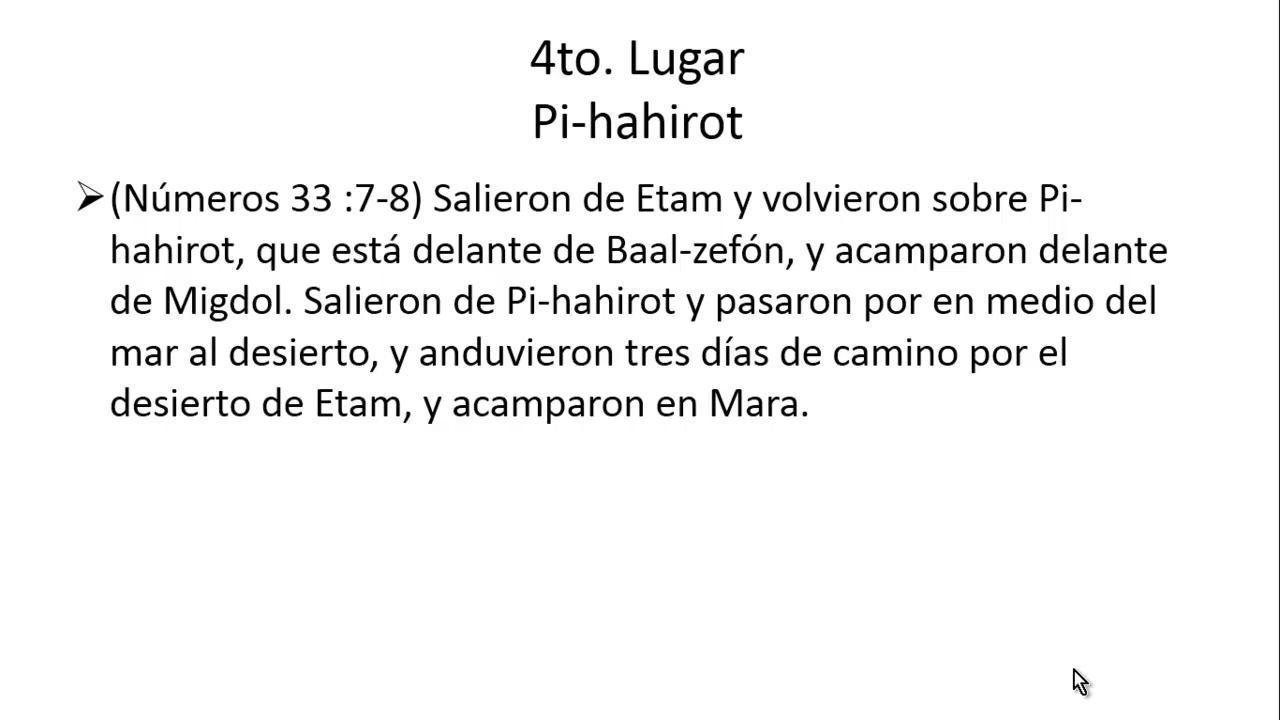 4to. Lugar
Pi-hahirot
(Números 33 :7-8) Salieron de Etam y volvieron sobre Pi-
hahirot, que está delante de Baal-zefón, y acamparon delante
de Migdol. Salieron de Pi-hahirot y pasaron por en medio del
mar al desierto, y anduvieron tres días de camino por el
desierto de Etam, y acamparon en Mara.